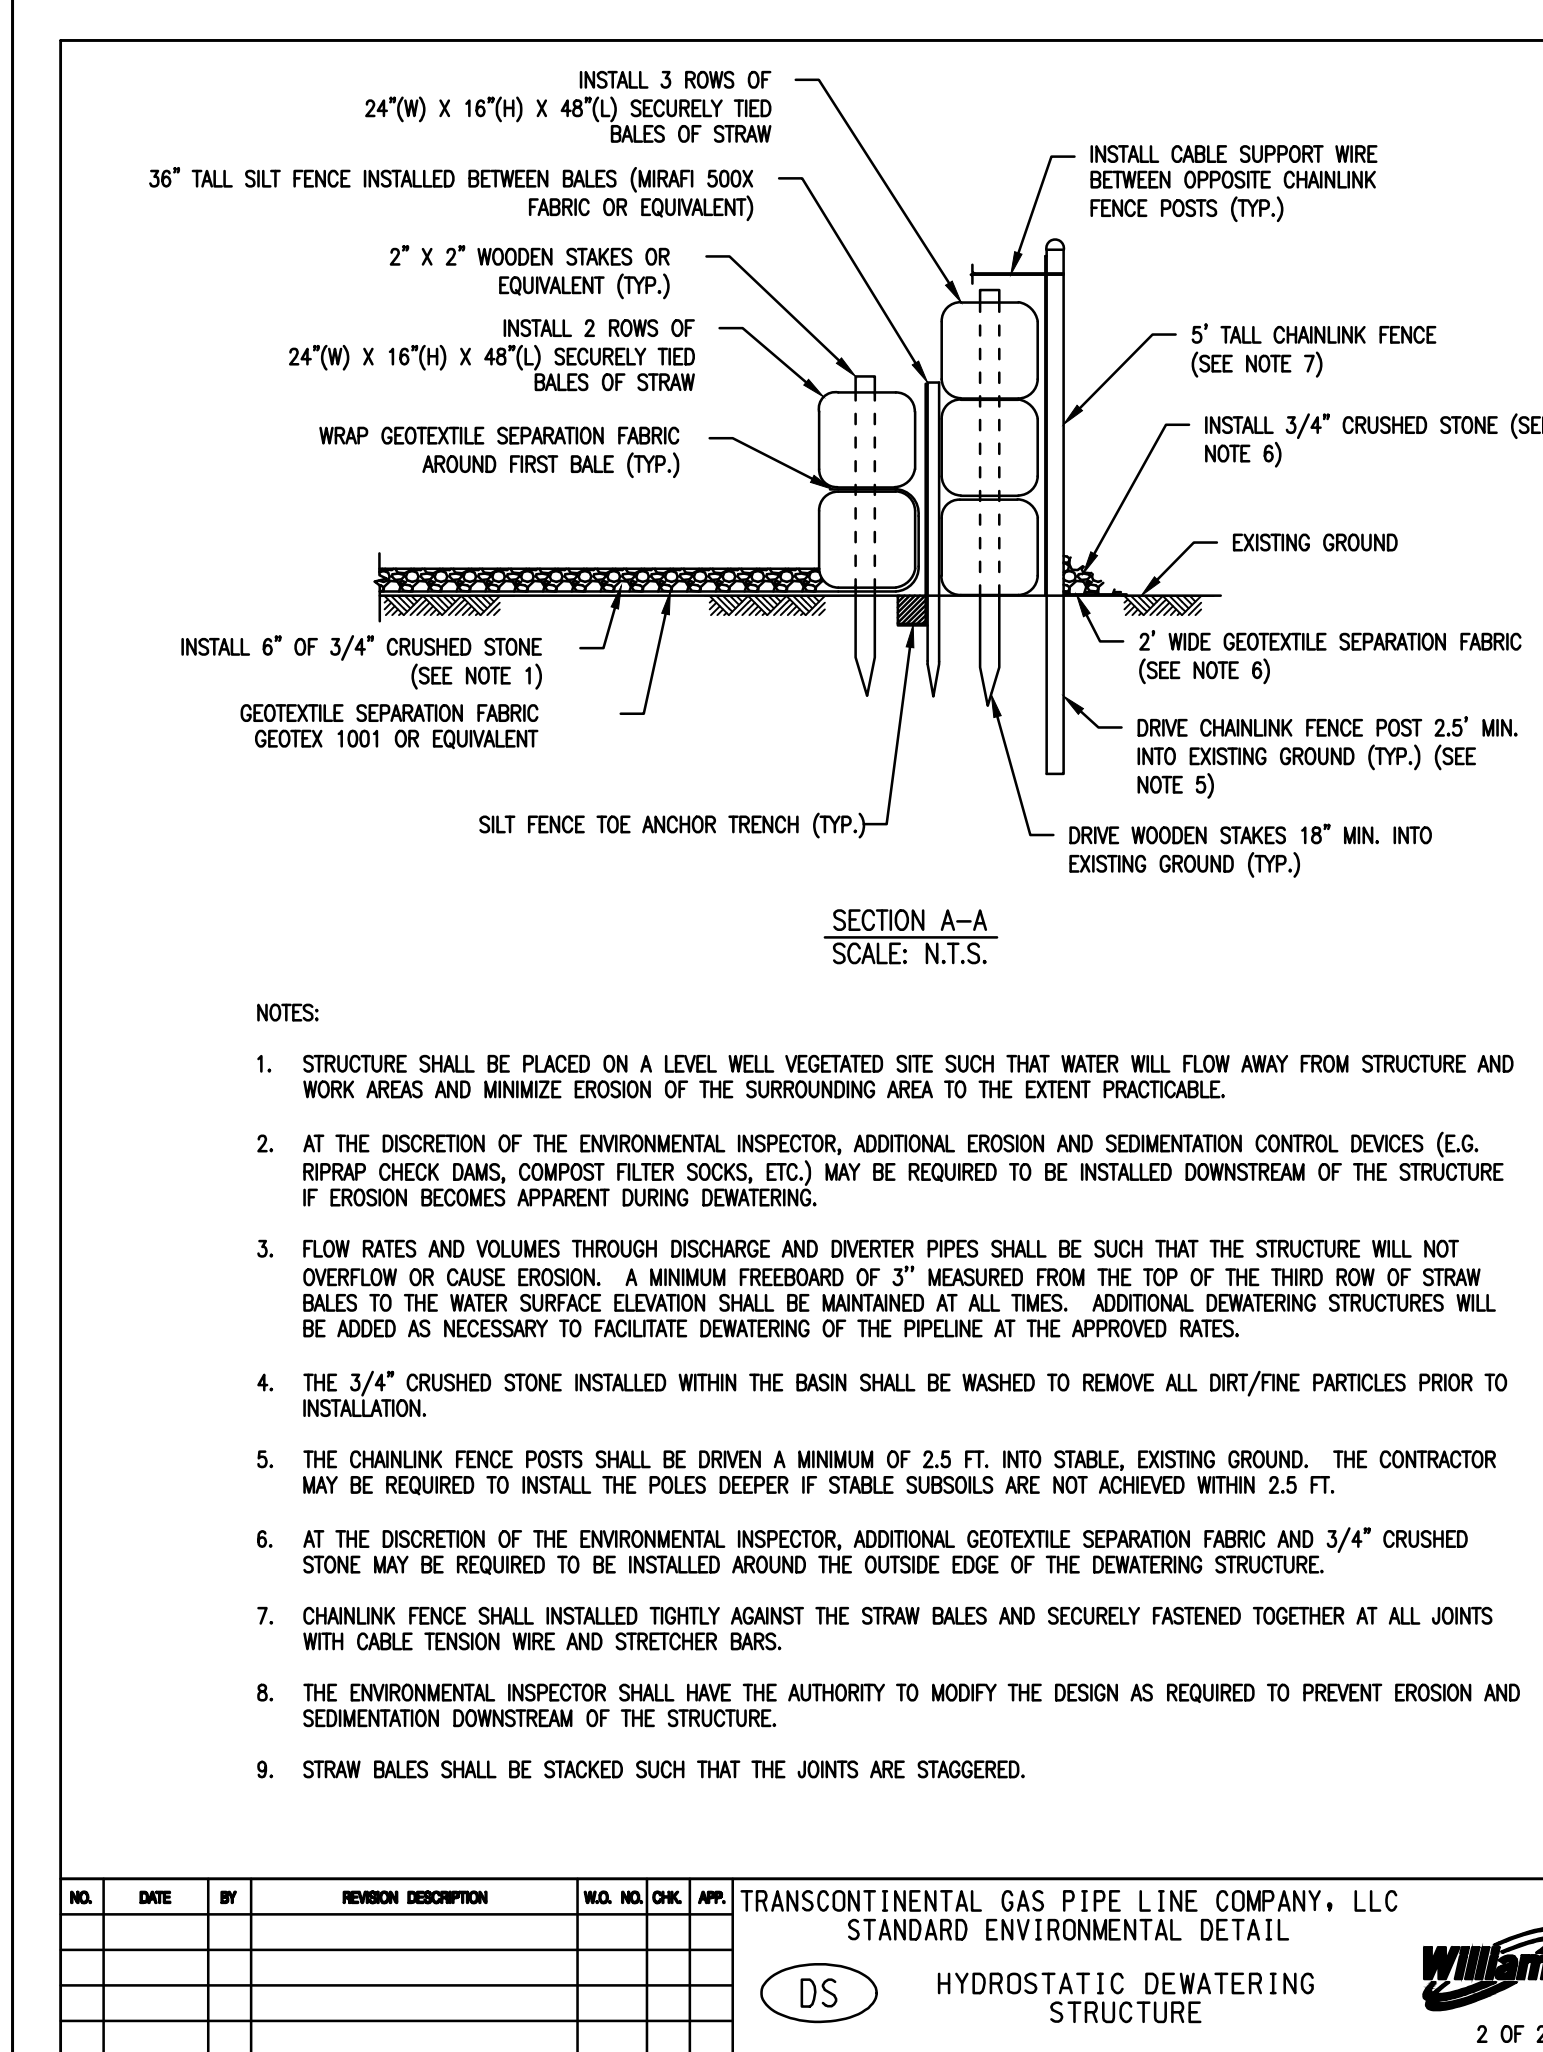 INSTALL 3 ROWS OF
24"(W) X 16"(H) X 48"(L) SECURELY TIED
BALES OF STRAW
36" TALL SILT FENCE INSTALLED BETWEEN BALES (MIRAFI 500X
FABRIC OR EQUIVALENT)
2" X 2" WOODEN STAKES OR
EQUIVALENT (TYP.)
INSTALL 2 ROWS OF
24"(W) X 16"(H) X 48"(L) SECURELY TIED
BALES OF STRAW
WRAP GEOTEXTILE SEPARATION FABRIC
AROUND FIRST BALE (TYP.)
INSTALL 6" OF 3/4" CRUSHED STONE
(SEE NOTE 1)
GEOTEXTILE SEPARATION FABRIC
GEOTEX 1001 OR EQUIVALENT
SILT FENCE TOE ANCHOR TRENCH (TYP.)
INSTALL CABLE SUPPORT WIRE
BETWEEN OPPOSITE CHAINLINK
FENCE POSTS (TYP.)
5' TALL CHAINLINK FENCE
(SEE NOTE 7)
INSTALL 3/4" CRUSHED STONE (SEE
NOTE 6)
EXISTING GROUND
2' WIDE GEOTEXTILE SEPARATION FABRIC
(SEE NOTE 6)
DRIVE CHAINLINK FENCE POST 2.5' MIN.
INTO EXISTING GROUND (TYP.) (SEE
NOTE 5)
DRIVE WOODEN STAKES 18" MIN. INTO
EXISTING GROUND (TYP.)
SECTION A-A
SCALE: N.T.S.
NOTES:
1. STRUCTURE SHALL BE PLACED ON A LEVEL WELL VEGETATED SITE SUCH THAT WATER WILL FLOW AWAY FROM STRUCTURE AND
WORK AREAS AND MINIMIZE EROSION OF THE SURROUNDING AREA TO THE EXTENT PRACTICABLE.
2. AT THE DISCRETION OF THE ENVIRONMENTAL INSPECTOR, ADDITIONAL EROSION AND SEDIMENTATION CONTROL DEVICES (E.G.
RIPRAP CHECK DAMS, COMPOST FILTER SOCKS, ETC.) MAY BE REQUIRED TO BE INSTALLED DOWNSTREAM OF THE STRUCTURE
IF EROSION BECOMES APPARENT DURING DEWATERING.
3. FLOW RATES AND VOLUMES THROUGH DISCHARGE AND DIVERTER PIPES SHALL BE SUCH THAT THE STRUCTURE WILL NOT
OVERFLOW OR CAUSE EROSION. A MINIMUM FREEBOARD OF 3'' MEASURED FROM THE TOP OF THE THIRD ROW OF STRAW
BALES TO THE WATER SURFACE ELEVATION SHALL BE MAINTAINED AT ALL TIMES. ADDITIONAL DEWATERING STRUCTURES WILL
BE ADDED AS NECESSARY TO FACILITATE DEWATERING OF THE PIPELINE AT THE APPROVED RATES.
4. THE 3/4" CRUSHED STONE INSTALLED WITHIN THE BASIN SHALL BE WASHED TO REMOVE ALL DIRT/FINE PARTICLES PRIOR TO
INSTALLATION.
5. THE CHAINLINK FENCE POSTS SHALL BE DRIVEN A MINIMUM OF 2.5 FT. INTO STABLE, EXISTING GROUND. THE CONTRACTOR
MAY BE REQUIRED TO INSTALL THE POLES DEEPER IF STABLE SUBSOILS ARE NOT ACHIEVED WITHIN 2.5 FT.
6. AT THE DISCRETION OF THE ENVIRONMENTAL INSPECTOR, ADDITIONAL GEOTEXTILE SEPARATION FABRIC AND 3/4" CRUSHED
STONE MAY BE REQUIRED TO BE INSTALLED AROUND THE OUTSIDE EDGE OF THE DEWATERING STRUCTURE.
7. CHAINLINK FENCE SHALL INSTALLED TIGHTLY AGAINST THE STRAW BALES AND SECURELY FASTENED TOGETHER AT ALL JOINTS
WITH CABLE TENSION WIRE AND STRETCHER BARS.
8. THE ENVIRONMENTAL INSPECTOR SHALL HAVE THE AUTHORITY TO MODIFY THE DESIGN AS REQUIRED TO PREVENT EROSION AND
SEDIMENTATION DOWNSTREAM OF THE STRUCTURE.
9. STRAW BALES SHALL BE STACKED SUCH THAT THE JOINTS ARE STAGGERED.
NO. DATE BY REVISION DESCRIPTION W.O. NO. CHK. APP.
TRANSCONTINENTAL GAS PIPE LINE COMPANY, LLC
STANDARD ENVIRONMENTAL DETAIL
DS
HYDROSTATIC DEWATERING
STRUCTURE
2 OF 2